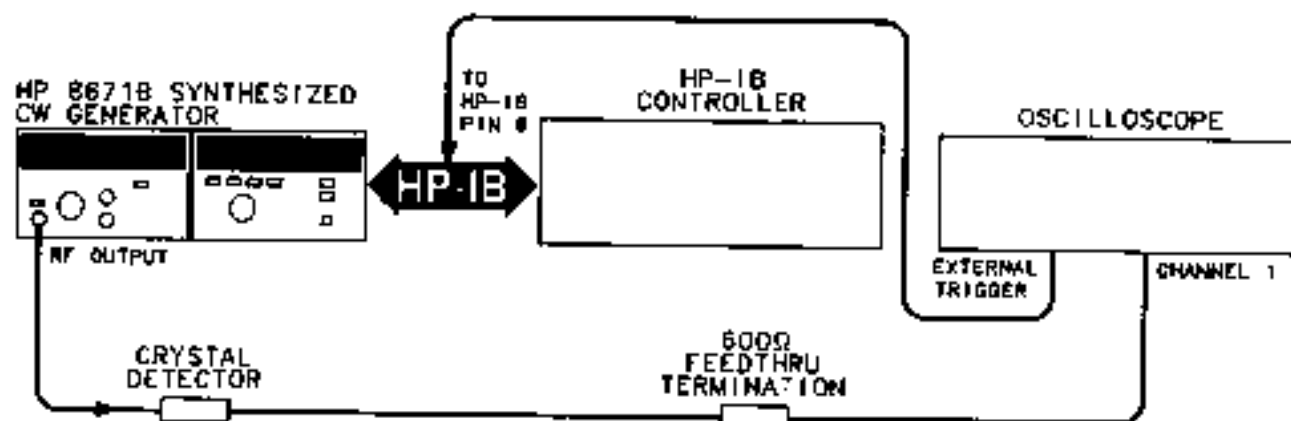 HP 8671B SYNTHESIZED
CW GENERATOR
TO
HP-IB
PIN 6
HP-IB
CONTROLLER
OSCILLOSCOPE
HP-IB
RF OUTPUT
EXTERNAL
TRIGGER
CHANNEL 1
CRYSTAL
DETECTOR
600Ω
FEEDTHRU
TERMINATION